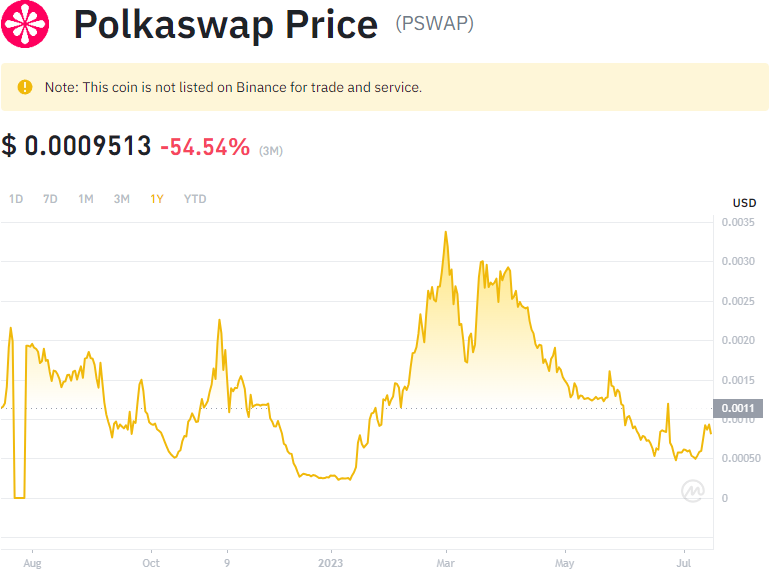 Polkaswap Price (PSWAP)
Note: This coin is not listed on Binance for trade and service.
$ 0.0009513 -54.54% (3M)
1D 7D 1M 3M 1Y YTD
USD
0.0035
0.0030
0.0025
0.0020
0.0015
0.0011
0.0010
0.00050
0
Aug Oct 9 2023 Mar May Jul